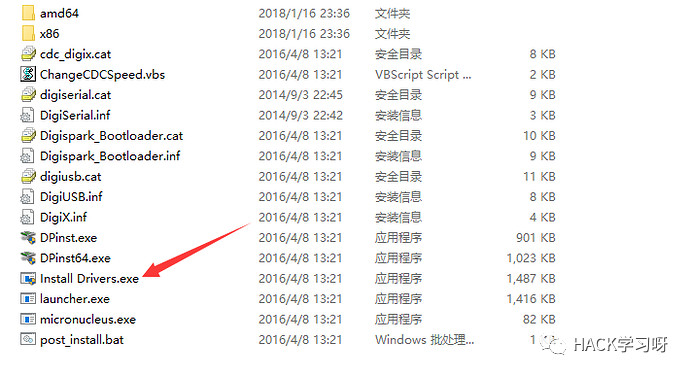 amd64 2018/1/16 23:36 文件夹
x86 2018/1/16 23:36 文件夹
cdc_digix.cat 2016/4/8 13:21 安全目录 8 KB
ChangeCDCSpeed.vbs 2016/4/8 13:21 VBScript Script ... 2 KB
digiserial.cat 2014/9/3 22:45 安全目录 9 KB
DigiSerial.inf 2014/9/3 22:42 安装信息 3 KB
Digispark_Bootloader.cat 2016/4/8 13:21 安全目录 10 KB
Digispark_Bootloader.inf 2016/4/8 13:21 安装信息 9 KB
digiusb.cat 2016/4/8 13:21 安全目录 11 KB
DigiUSB.inf 2016/4/8 13:21 安装信息 8 KB
DigiX.inf 2016/4/8 13:21 安装信息 4 KB
DPinst.exe 2016/4/8 13:21 应用程序 901 KB
DPinst64.exe 2016/4/8 13:21 应用程序 1,023 KB
Install Drivers.exe 2016/4/8 13:21 应用程序 1,487 KB
launcher.exe 2016/4/8 13:21 应用程序 1,416 KB
micronucleus.exe 2016/4/8 13:21 应用程序 82 KB
post_install.bat 2016/4/8 13:21 Windows 批处理... 1
HACK学习呀